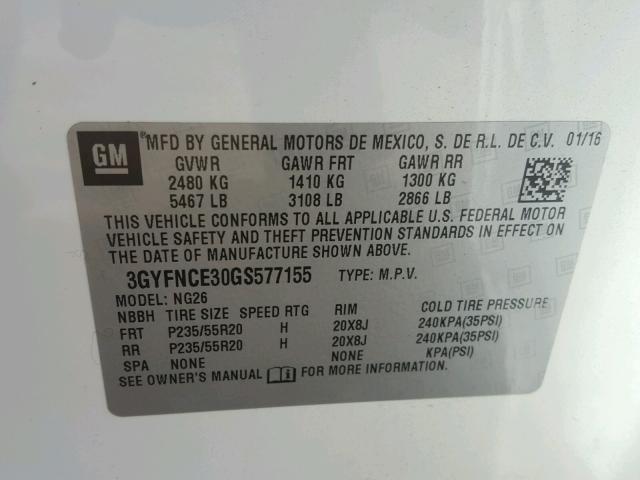 GM ®MFD BY GENERAL MOTORS DE MEXICO, S. DE R.L. DE C.V. 01/16
GVWR GAWR FRT GAWR RR
2480 KG 1410 KG 1300 KG
5467 LB 3108 LB 2866 LB
THIS VEHICLE CONFORMS TO ALL APPLICABLE U.S. FEDERAL MOTOR
VEHICLE SAFETY AND THEFT PREVENTION STANDARDS IN EFFECT ON
THE DATE OF MANUFACTURE SHOWN ABOVE.
3GYFNCE30GS577155 TYPE: M.P.V.
MODEL: NG26
NBBH TIRE SIZE SPEED RTG RIM COLD TIRE PRESSURE
FRT P235/55R20 H 20X8J 240KPA(35PSI)
RR P235/55R20 H 20X8J 240KPA(35PSI)
SPA NONE NONE KPA(PSI)
SEE OWNER'S MANUAL FOR MORE INFORMATION.